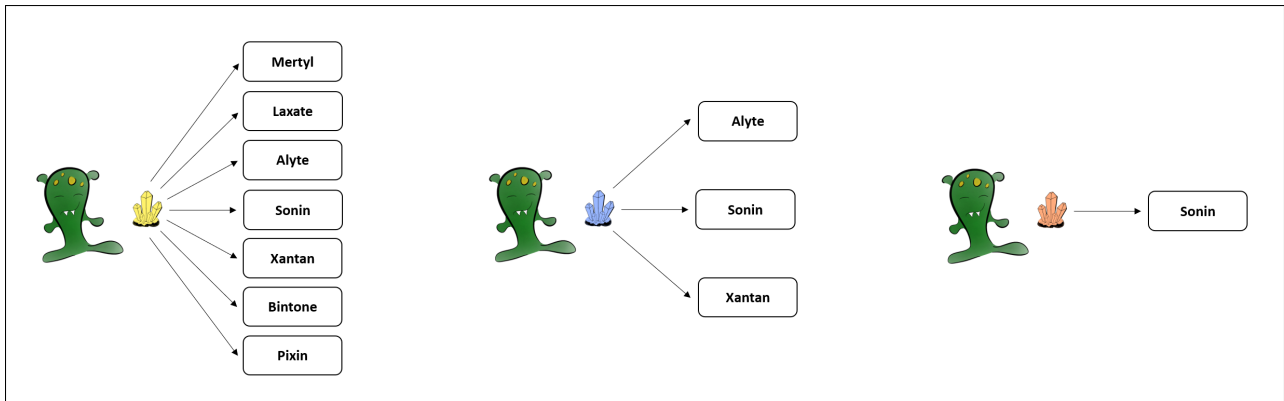 Mertyl
Laxate
Alyte
Sonin
Xantan
Bintone
Pixin
Alyte
Sonin
Xantan
Sonin